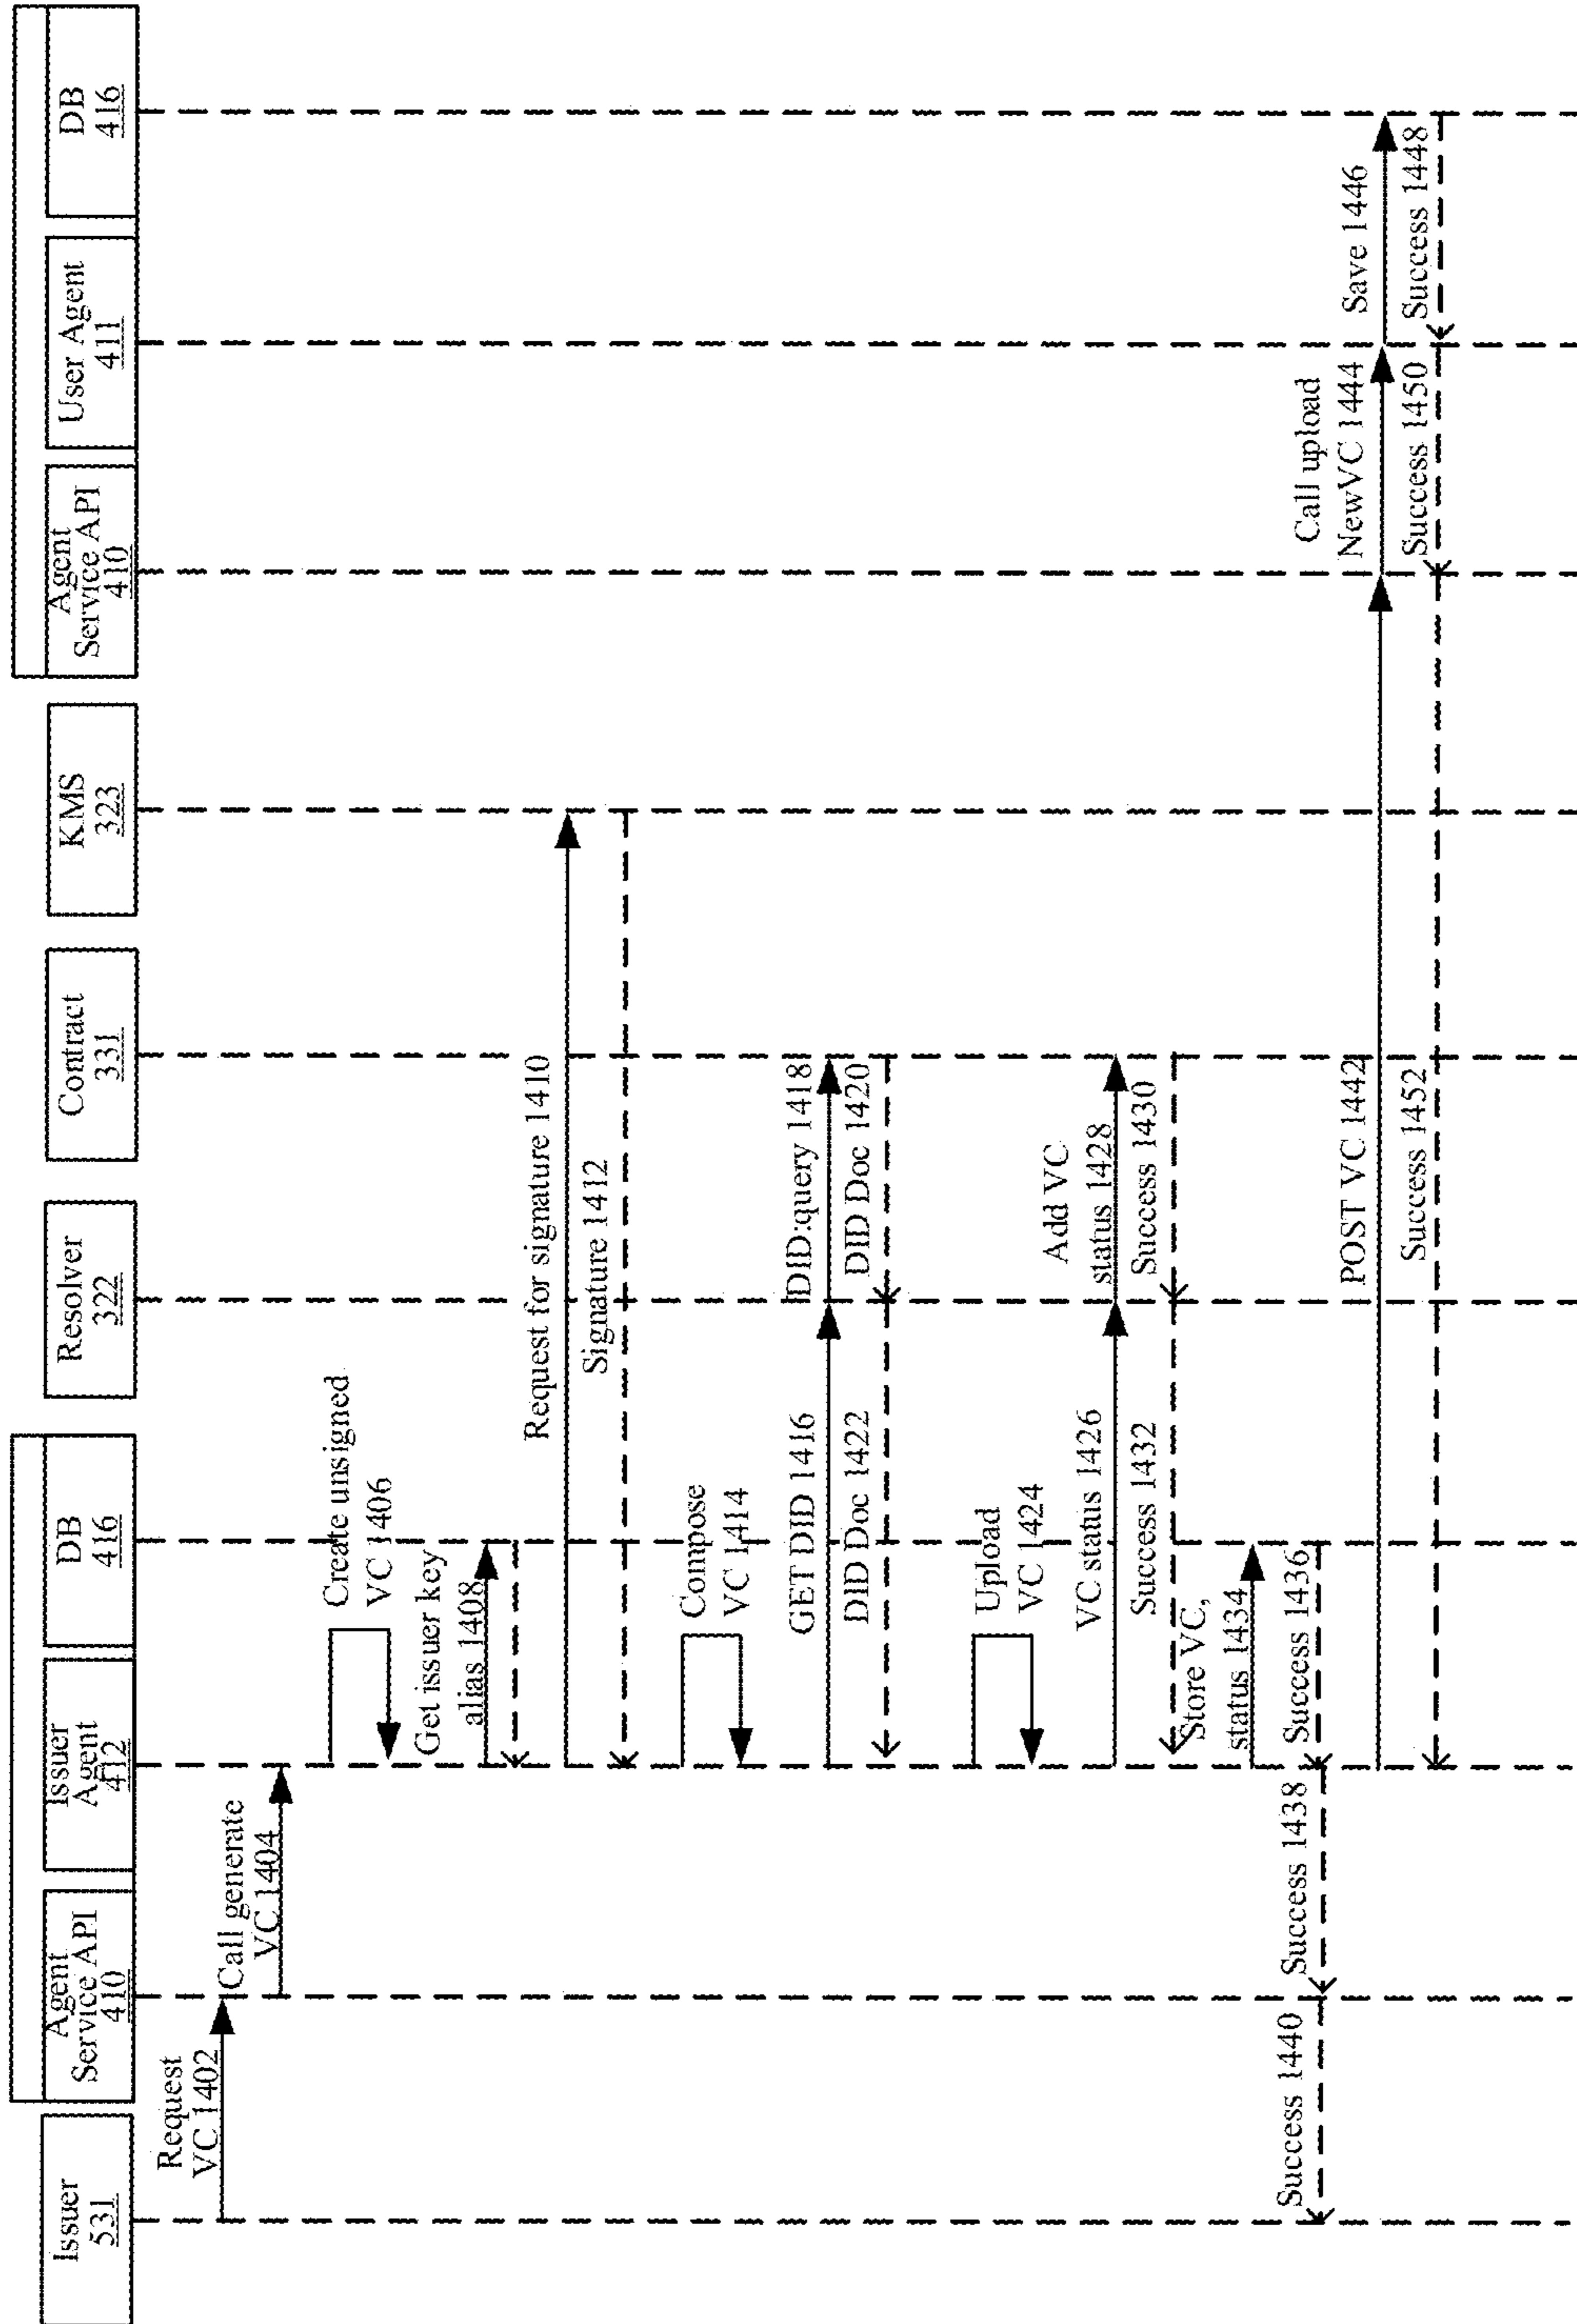 Issuer
531
Agent
Service API
410
Issuer
Agent
412
DB
416
Resolver
322
Contract
331
KMS
323
Agent
Service API
410
User Agent
411
DB
416
Request
VC 1402
Call generate
VC 1404
Create unsigned
VC 1406
Get issuer key
alias 1408
Request for signature 1410
Signature 1412
Compose
VC 1414
GET DID 1416
DID:query 1418
DID Doc 1420
DID Doc 1422
Upload
VC 1424
VC status 1426
Add VC
status 1428
Success 1430
Success 1432
Store VC,
status 1434
Success 1436
Success 1438
Success 1440
POST VC 1442
Call upload
NewVC 1444
Save 1446
Success 1448
Success 1450
Success 1452